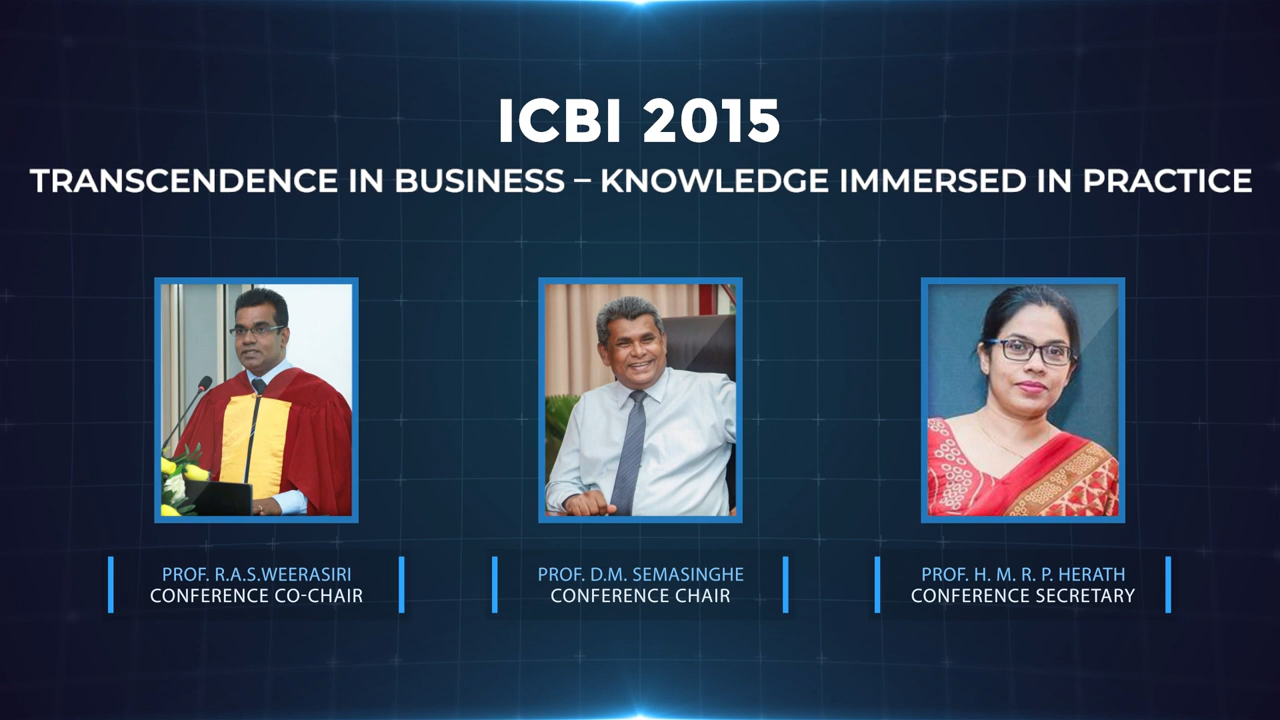 ICBI 2015
TRANSCENDENCE IN BUSINESS – KNOWLEDGE IMMERSED IN PRACTICE
PROF. R.A.S.WEERASIRI
CONFERENCE CO-CHAIR
PROF. D.M. SEMASINGHE
CONFERENCE CHAIR
PROF. H. M. R. P. HERATH
CONFERENCE SECRETARY